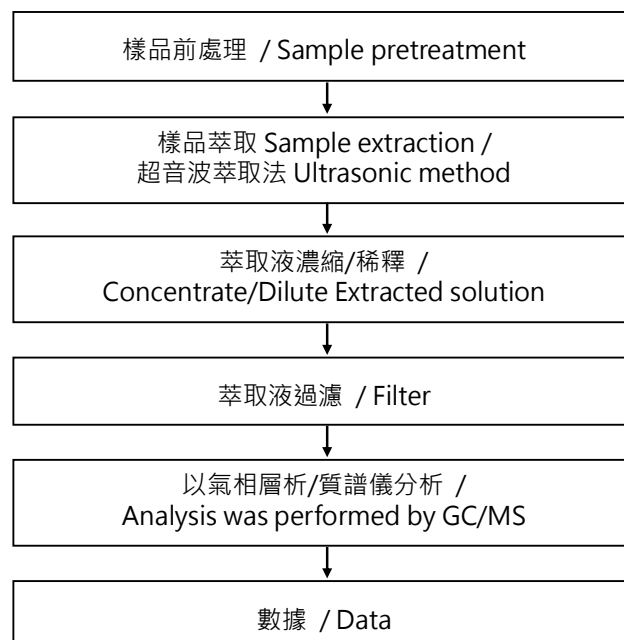 樣品前處理 / Sample pretreatment
樣品萃取 Sample extraction /
超音波萃取法 Ultrasonic method
萃取液濃縮/稀釋 /
Concentrate/Dilute Extracted solution
萃取液過濾 / Filter
以氣相層析/質譜儀分析 /
Analysis was performed by GC/MS
數據 / Data